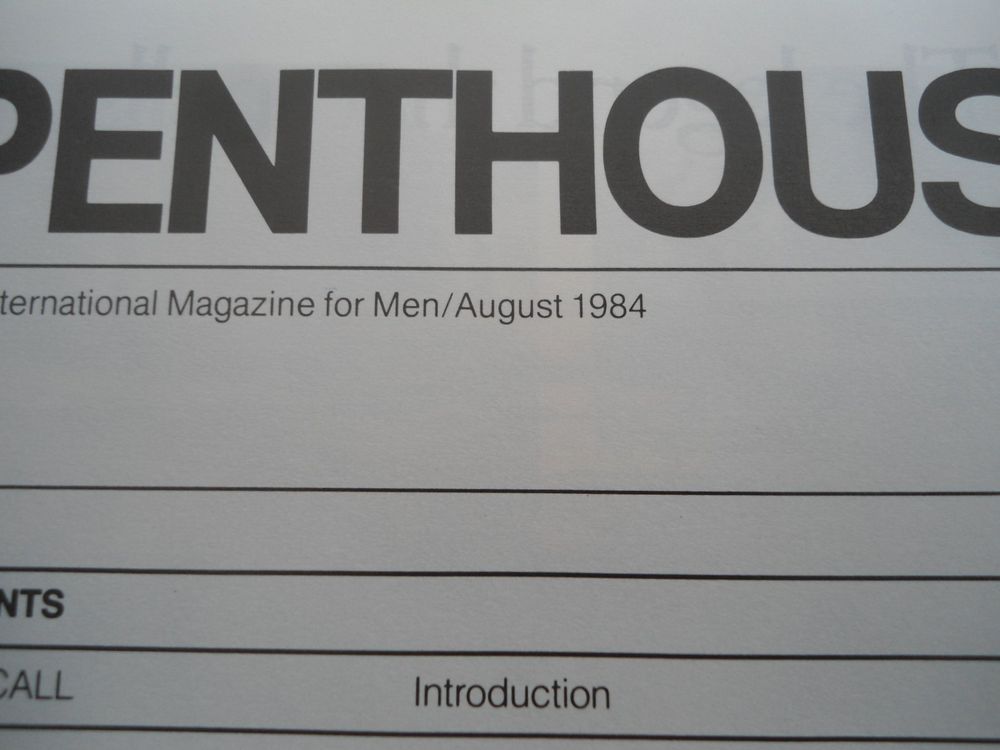 PENTHOUS
ternational Magazine for Men/August 1984
NTS
CALL
Introduction